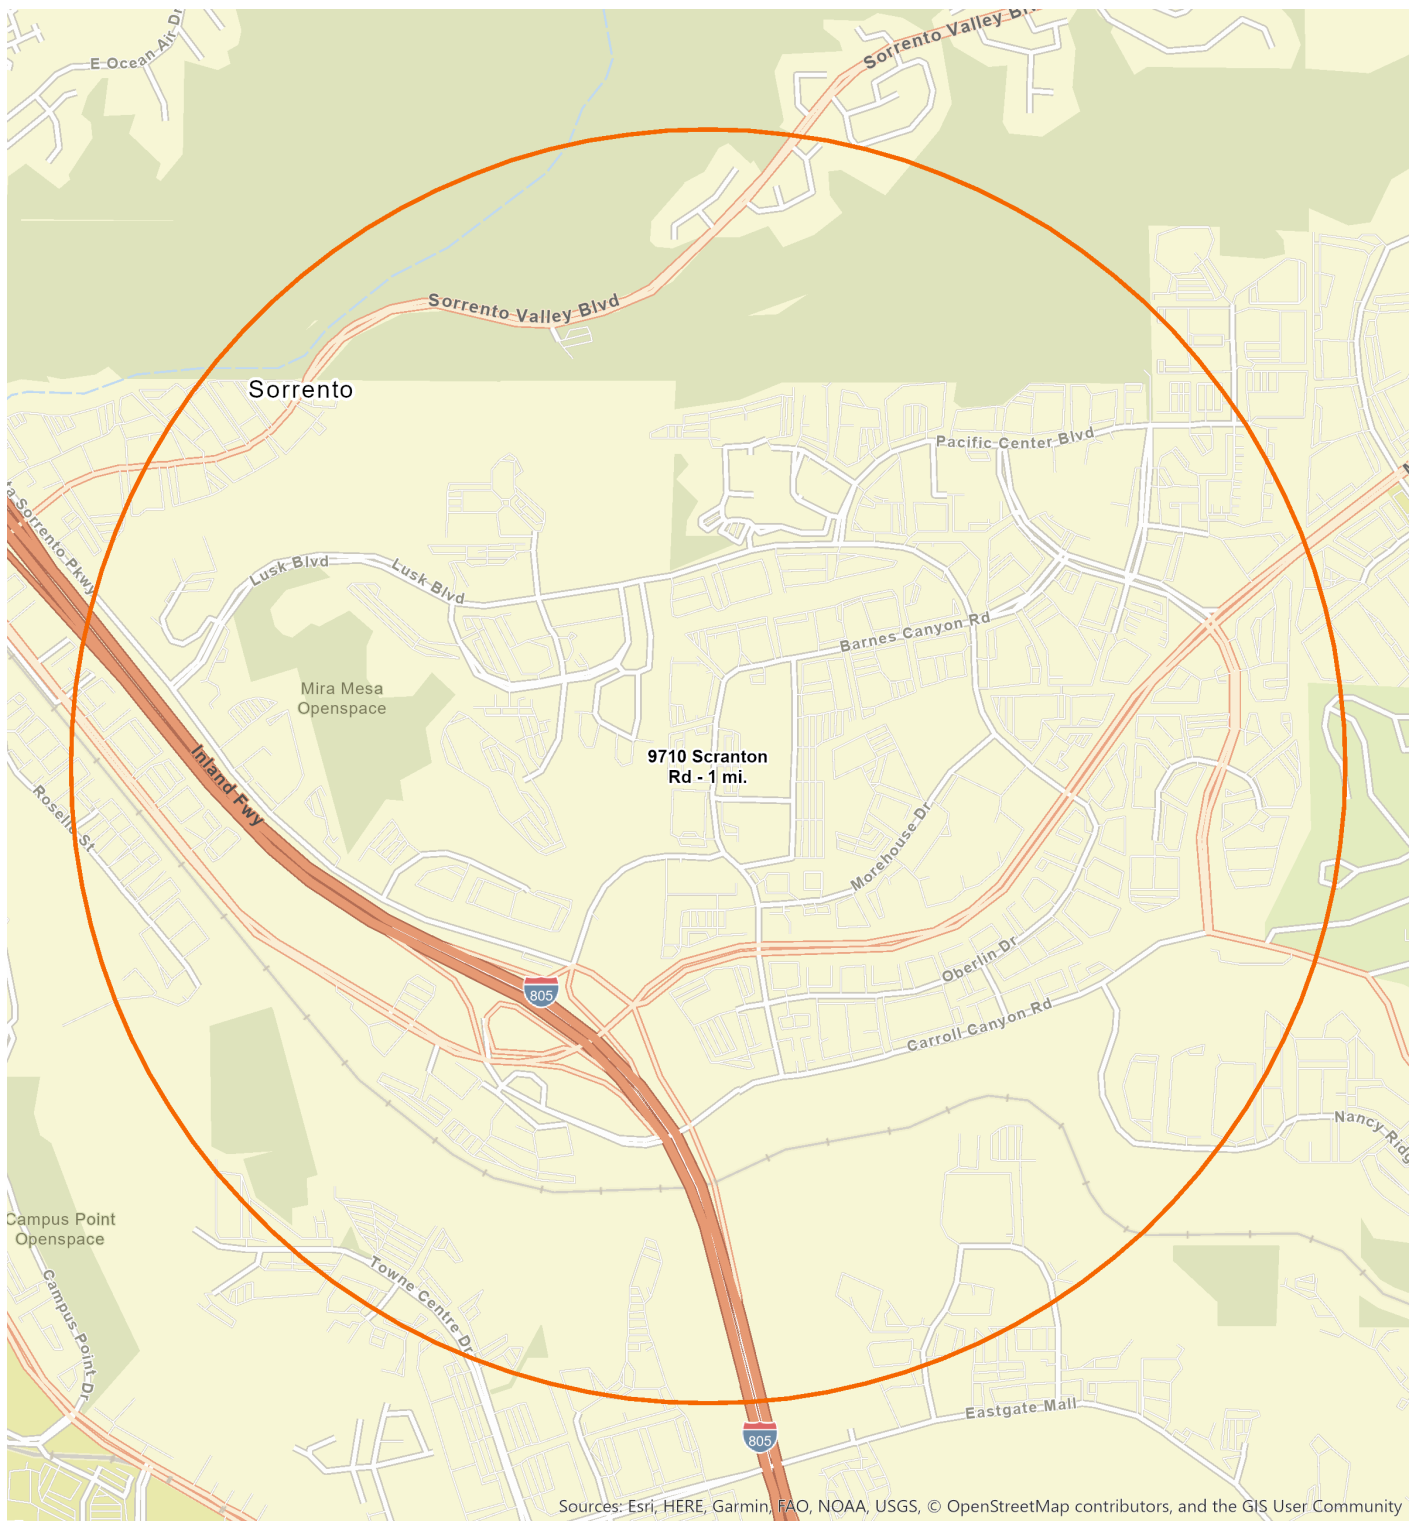 Sorrento Valley Bl
E Ocean Air Dr
Sorrento Valley Blvd
Sorrento
Pacific Center Blvd
ta Sorrento Pkwy
Lusk Blvd
Lusk Blvd
Barnes Canyon Rd
Mira Mesa
Openspace
9710 Scranton
Rd - 1 mi.
Inland Fwy
Roselle St
Morehouse Dr
Oberlin Dr
805
Carroll Canyon Rd
Nancy Ridg
Campus Point
Openspace
Towne Centre Dr
Campus Point Dr
Eastgate Mall
805
Sources: Esri, HERE, Garmin, FAO, NOAA, USGS, © OpenStreetMap contributors, and the GIS User Community